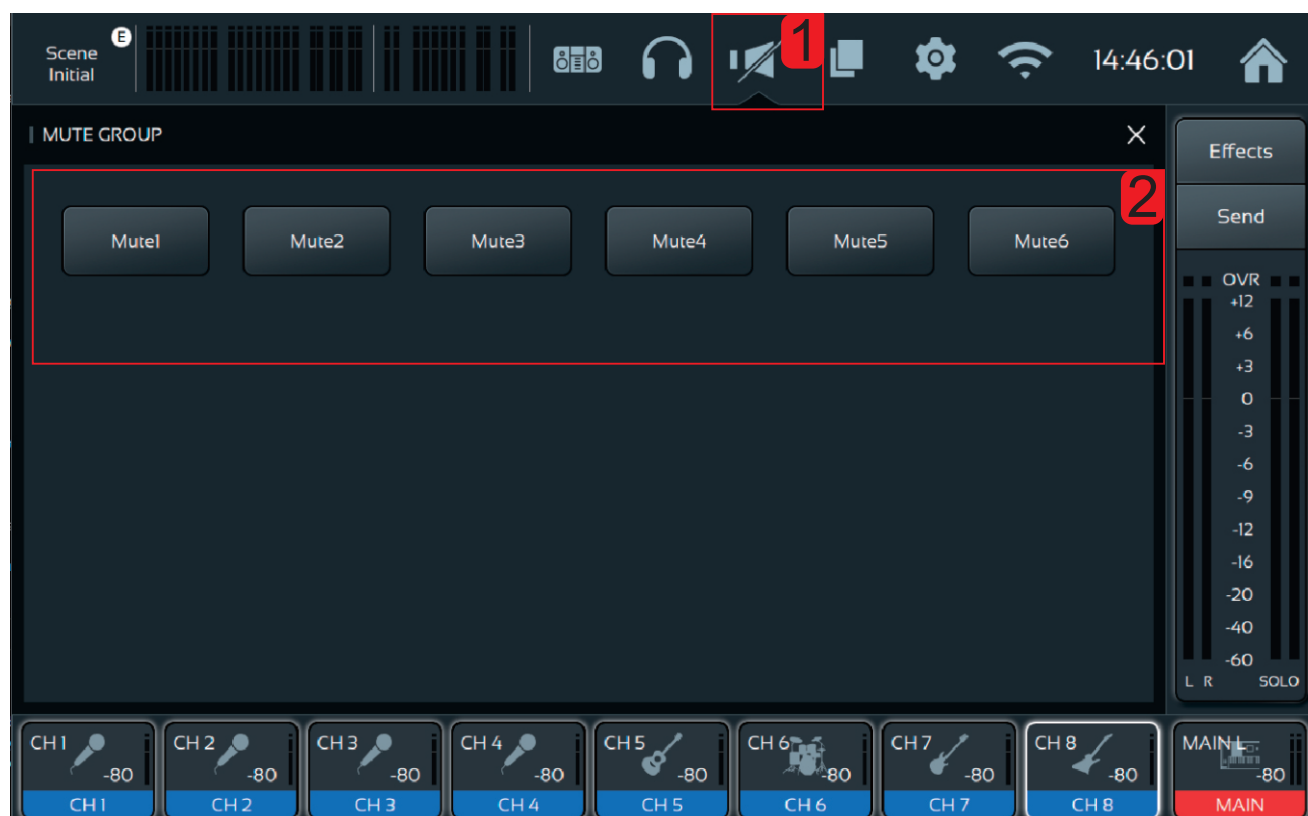 Scene
Initial
E
1
14:46:01
MUTE GROUP
2
Mute1
Mute2
Mute3
Mute4
Mute5
Mute6
Effects
Send
OVR
+12
+6
+3
0
-3
-6
-9
-12
-16
-20
-40
-60
L R SOLO
CH 1
-80
CH 1
CH 2
-80
CH 2
CH 3
-80
CH 3
CH 4
-80
CH 4
CH 5
-80
CH 5
CH 6
-80
CH 6
CH 7
-80
CH 7
CH 8
-80
CH 8
MAIN L
-80
MAIN